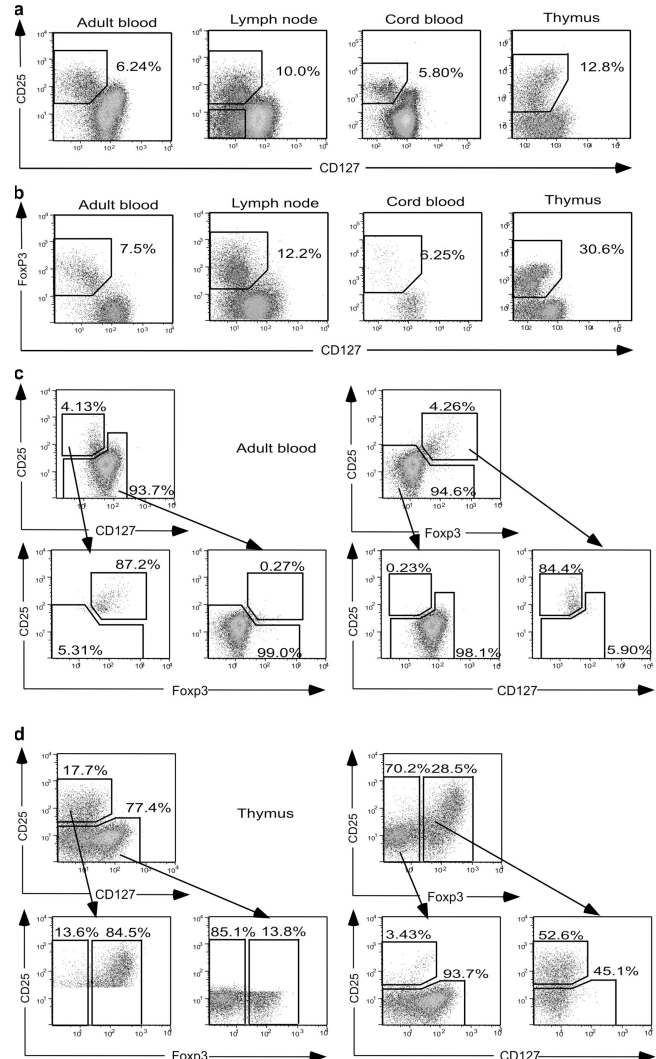 a
Adult blood Lymph node Cord blood Thymus
CD25
6.24% 10.0% 5.80% 12.8%
CD127
b
Adult blood Lymph node Cord blood Thymus
FoxP3
7.5% 12.2% 6.25% 30.6%
CD127
c
4.13% 4.26%
CD25 Adult blood CD25
93.7% 94.6%
CD127 Foxp3
87.2% 0.27% 0.23% 84.4%
CD25 CD25
5.31% 99.0% 98.1% 5.90%
Foxp3 CD127
d
17.7% 70.2% 28.5%
77.4%
CD25 Thymus CD25
CD127 Foxp3
13.6% 84.5% 85.1% 13.8% 3.43% 52.6%
93.7% 45.1%
CD25 CD25
Foxp3 CD127